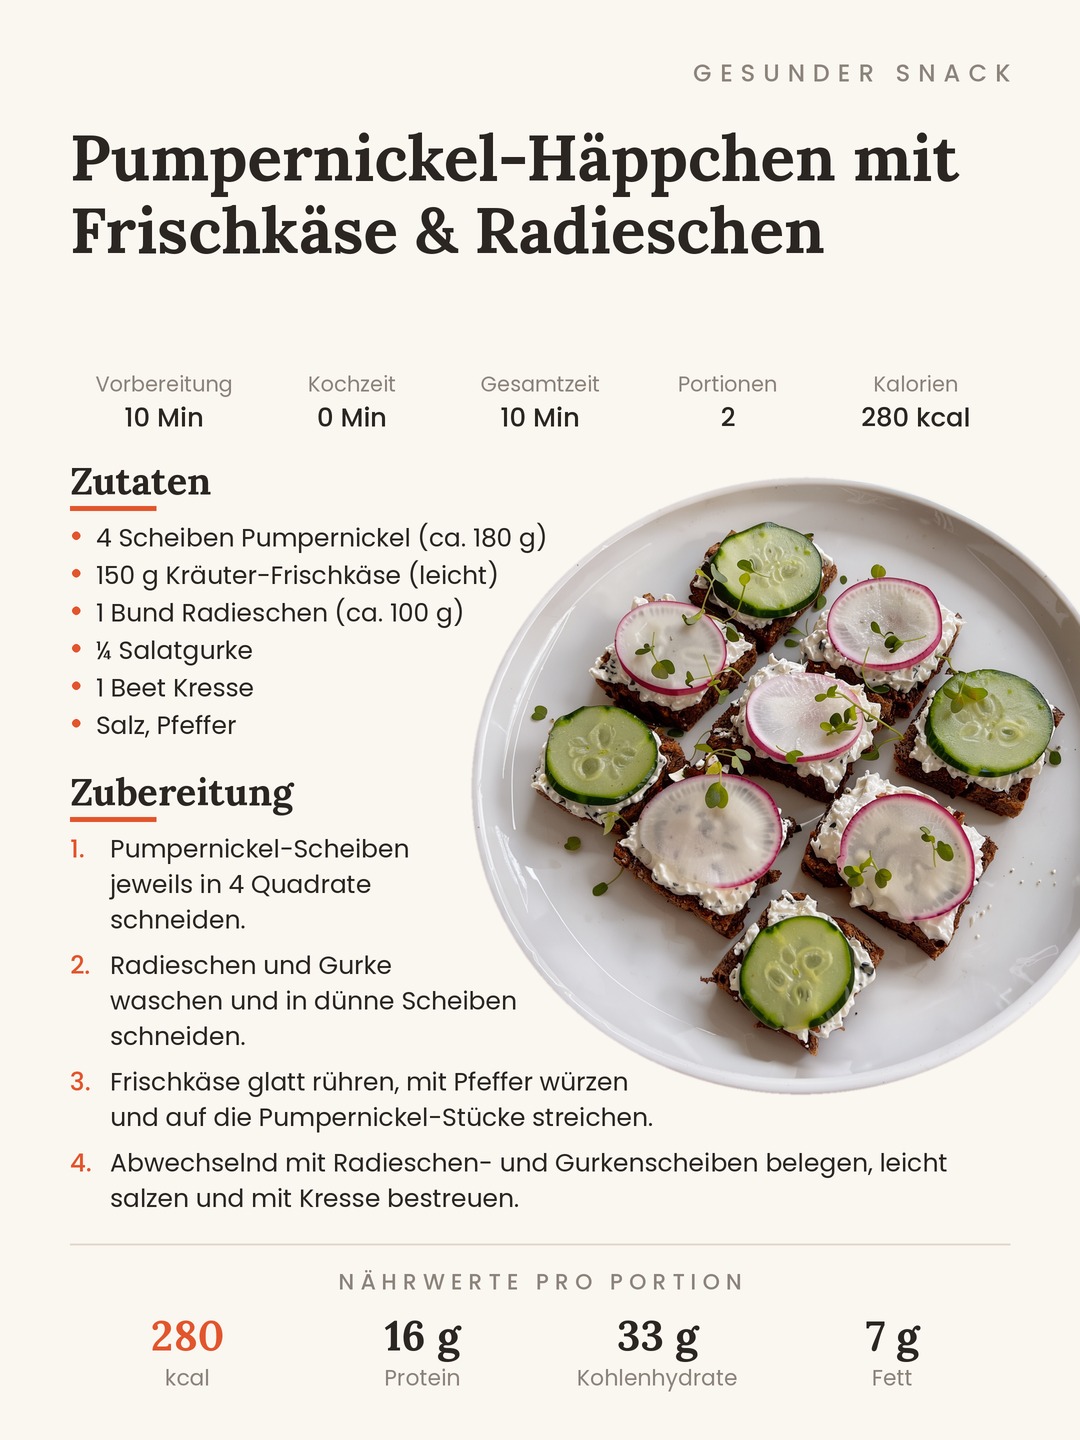 GESUNDER SNACK
Pumpernickel-Häppchen mit
Frischkäse & Radieschen
Vorbereitung Kochzeit Gesamtzeit Portionen Kalorien
10 Min 0 Min 10 Min 2 280 kcal
Zutaten
• 4 Scheiben Pumpernickel (ca. 180 g)
• 150 g Kräuter-Frischkäse (leicht)
• 1 Bund Radieschen (ca. 100 g)
• ¼ Salatgurke
• 1 Beet Kresse
• Salz, Pfeffer
Zubereitung
1. Pumpernickel-Scheiben
jeweils in 4 Quadrate
schneiden.
2. Radieschen und Gurke
waschen und in dünne Scheiben
schneiden.
3. Frischkäse glatt rühren, mit Pfeffer würzen
und auf die Pumpernickel-Stücke streichen.
4. Abwechselnd mit Radieschen- und Gurkenscheiben belegen, leicht
salzen und mit Kresse bestreuen.
NÄHRWERTE PRO PORTION
280 16 g 33 g 7 g
kcal Protein Kohlenhydrate Fett